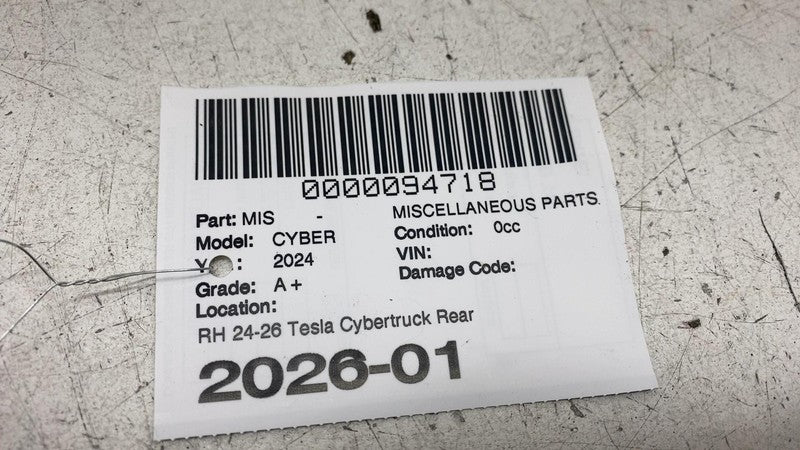 0000094718
Part: MIS - MISCELLANEOUS PARTS
Model: CYBER Condition: 0cc
Y : 2024 VIN:
Grade: A+ Damage Code:
Location:
RH 24-26 Tesla Cybertruck Rear
2026-01